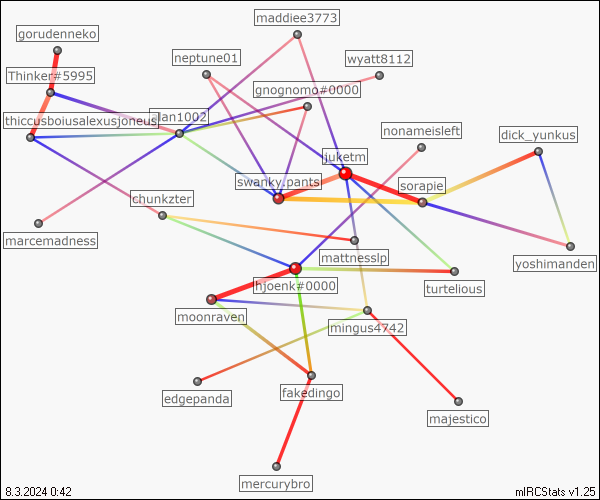 maddiee3773
gorudenneko
neptune01
wyatt8112
Thinker#5995
gnognomo#0000
thiccusboiusalexusjoneus
alan1002
nonameisleft
dick_yunkus
juketm
swanky.pants
sorapie
chunkzter
marcemadness
mattnesslp
yoshimanden
hjoenk#0000
turtelious
moonraven
mingus4742
edgepanda
fakedingo
majestico
mercurybro
8.3.2024 0:42
mIRCStats v1.25